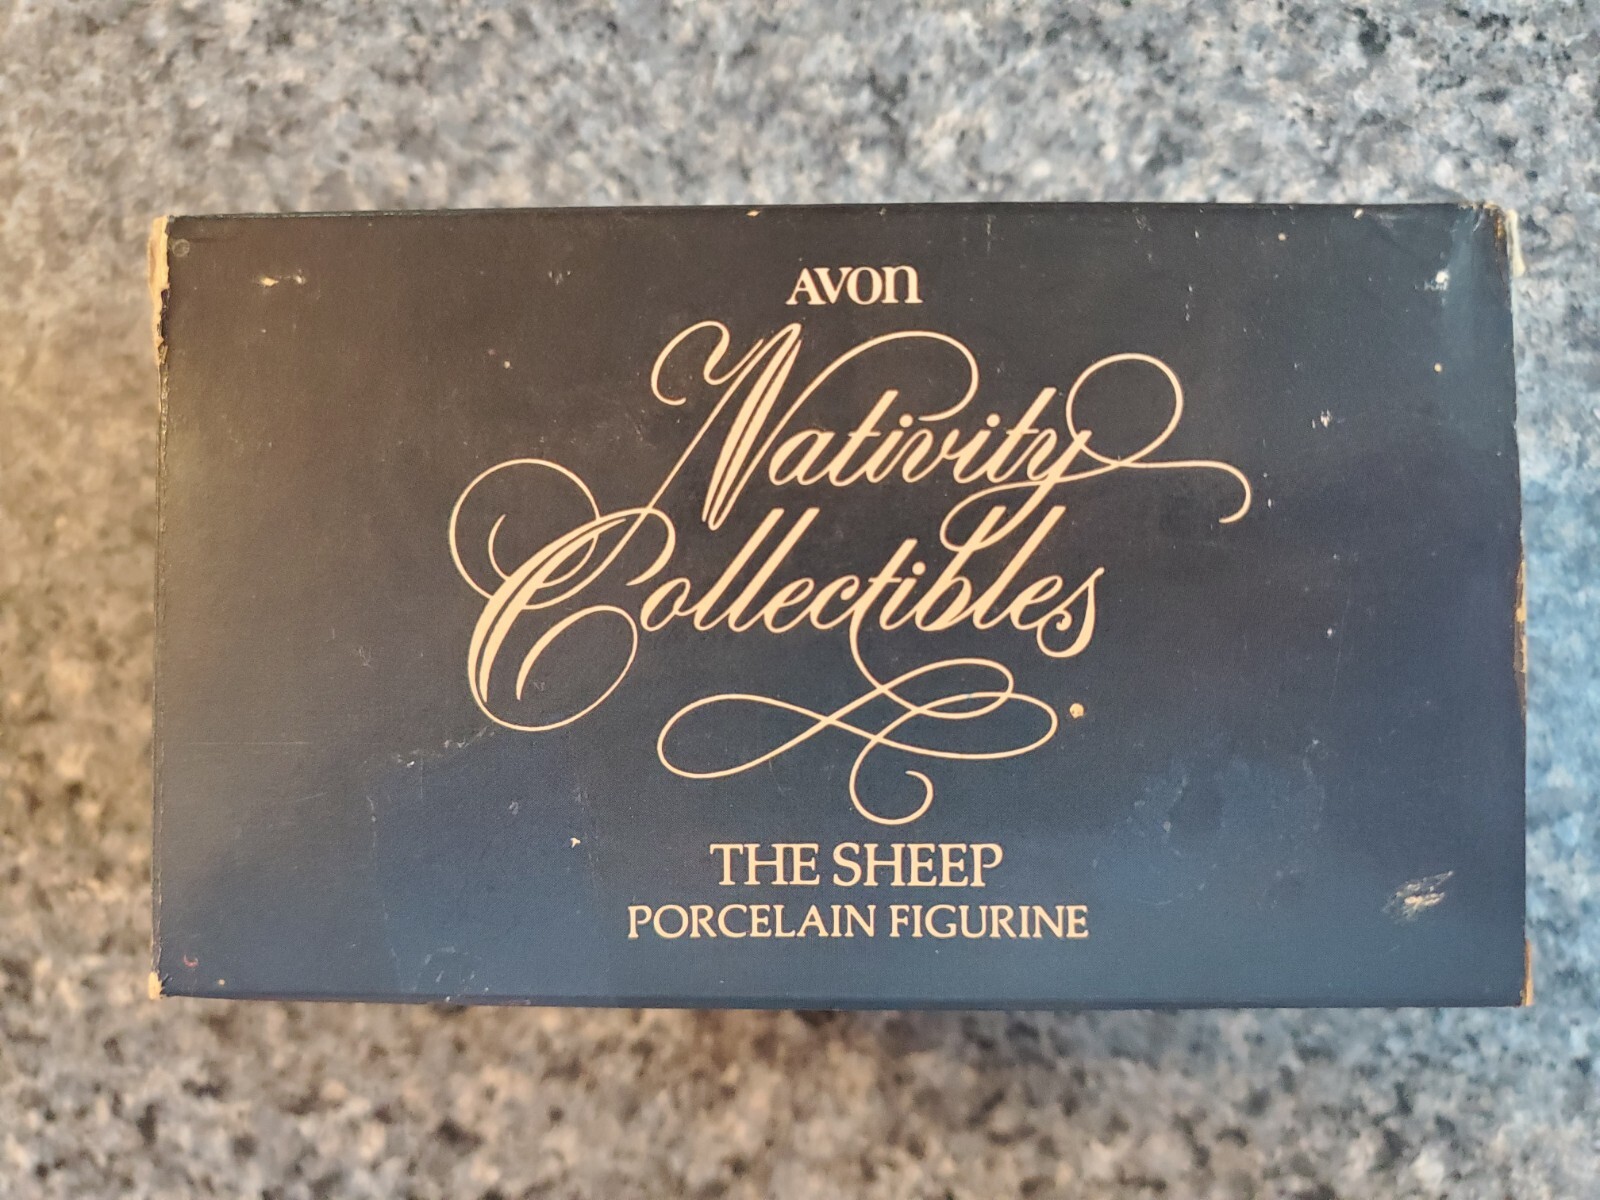 AVON
Nativity
Collectibles
THE SHEEP
PORCELAIN FIGURINE